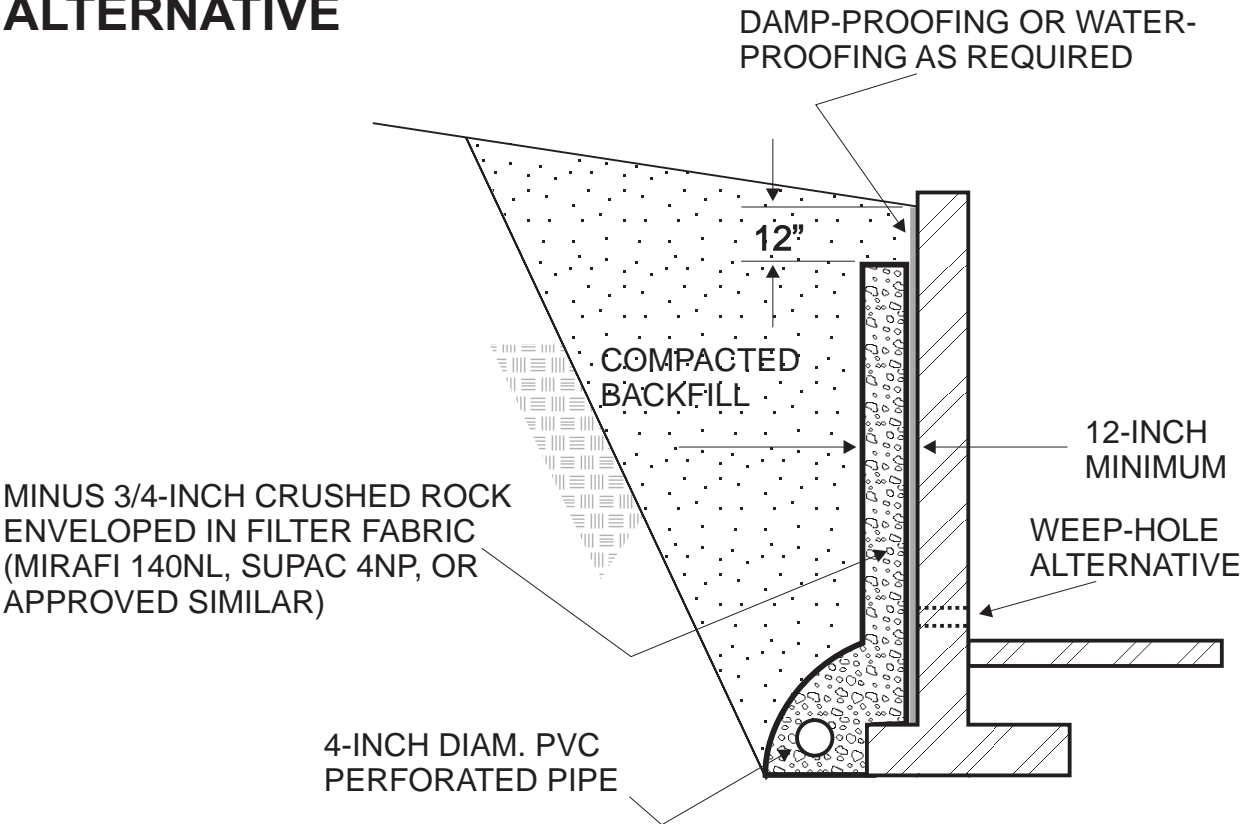 ALTERNATIVE
DAMP-PROOFING OR WATER-
PROOFING AS REQUIRED
12”
COMPACTED
BACKFILL
12-INCH
MINIMUM
MINUS 3/4-INCH CRUSHED ROCK
ENVELOPED IN FILTER FABRIC
(MIRAFI 140NL, SUPAC 4NP, OR
APPROVED SIMILAR)
WEEP-HOLE
ALTERNATIVE
4-INCH DIAM. PVC
PERFORATED PIPE